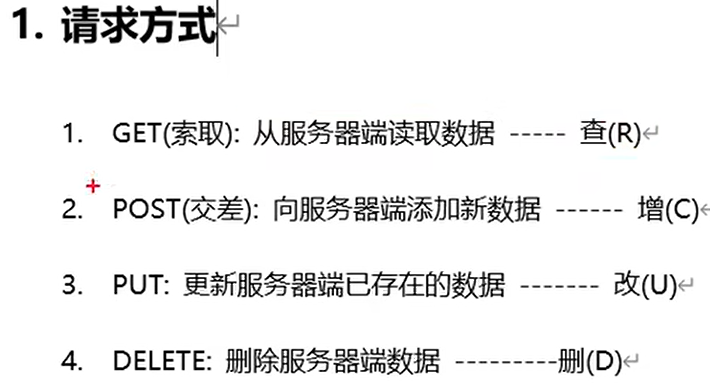 1. 请求方式
1. GET(索取): 从服务器端读取数据 ----- 查(R)
2. POST(交差): 向服务器端添加新数据 ------ 增(C)
3. PUT: 更新服务器端已存在的数据 ------- 改(U)
4. DELETE: 删除服务器端数据 ---------删(D)